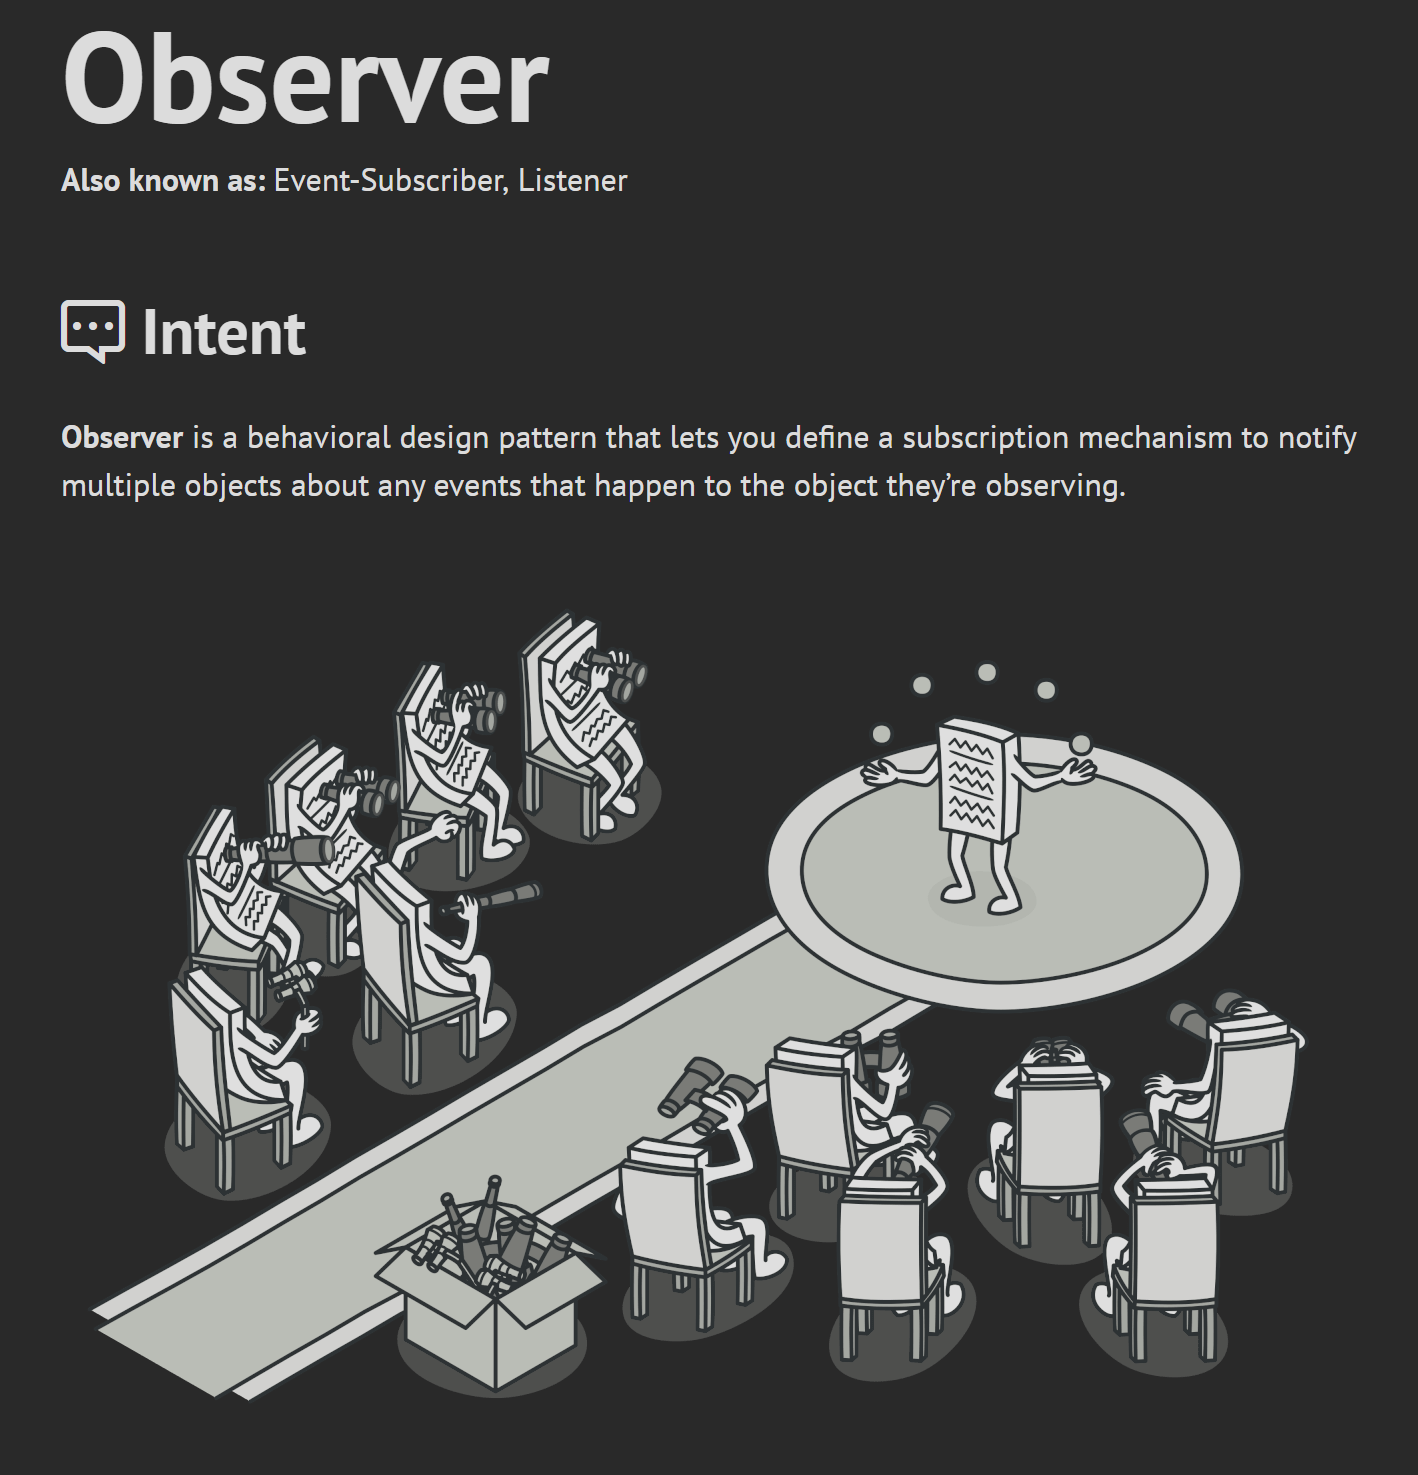 Observer
Also known as: Event-Subscriber, Listener
Intent
Observer is a behavioral design pattern that lets you define a subscription mechanism to notify
multiple objects about any events that happen to the object they’re observing.